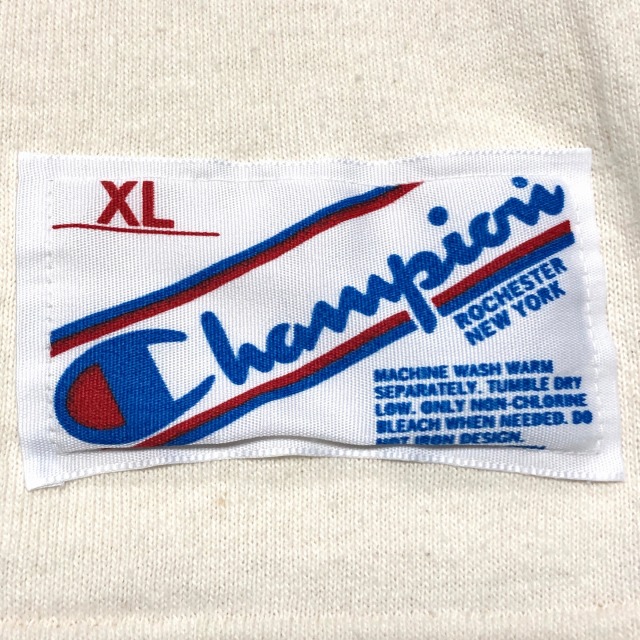 XL
Champion
ROCHESTER
NEW YORK
MACHINE WASH WARM
SEPARATELY. TUMBLE DRY
LOW. ONLY NON-CHLORINE
BLEACH WHEN NEEDED. DO
NOT IRON DESIGN.